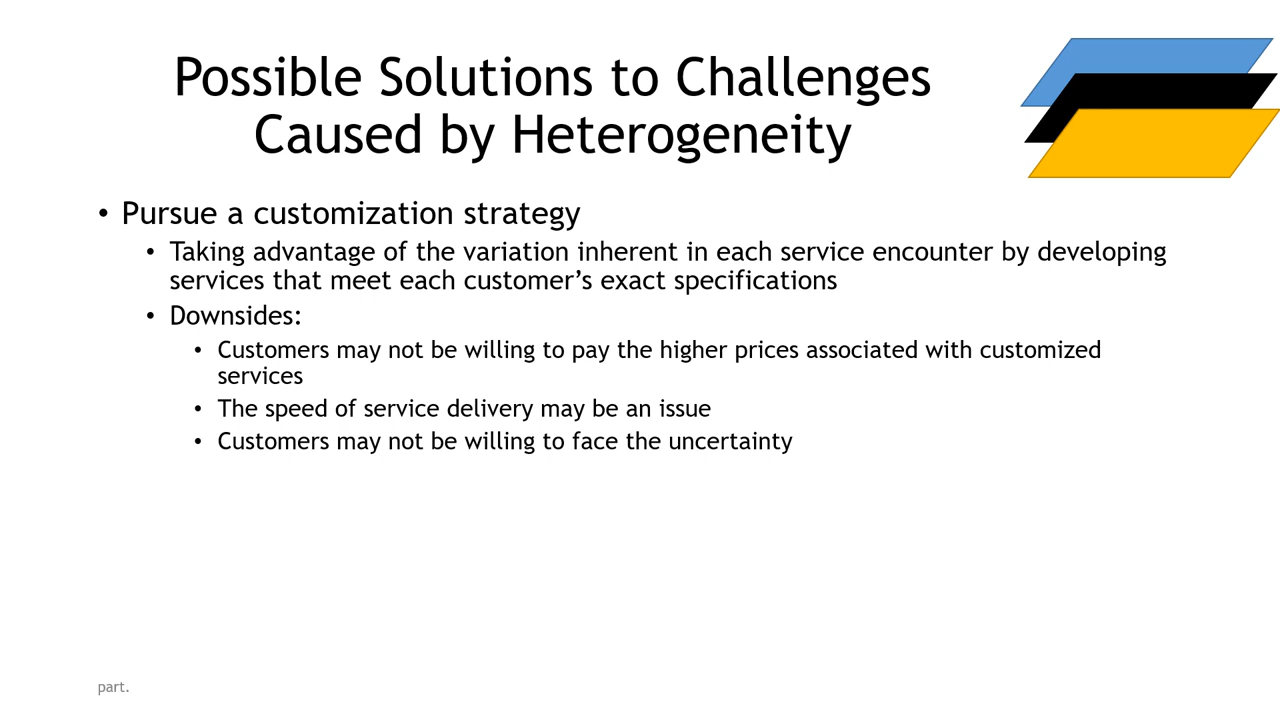 Possible Solutions to Challenges
Caused by Heterogeneity
• Pursue a customization strategy
• Taking advantage of the variation inherent in each service encounter by developing
services that meet each customer’s exact specifications
• Downsides:
• Customers may not be willing to pay the higher prices associated with customized
services
• The speed of service delivery may be an issue
• Customers may not be willing to face the uncertainty
part.